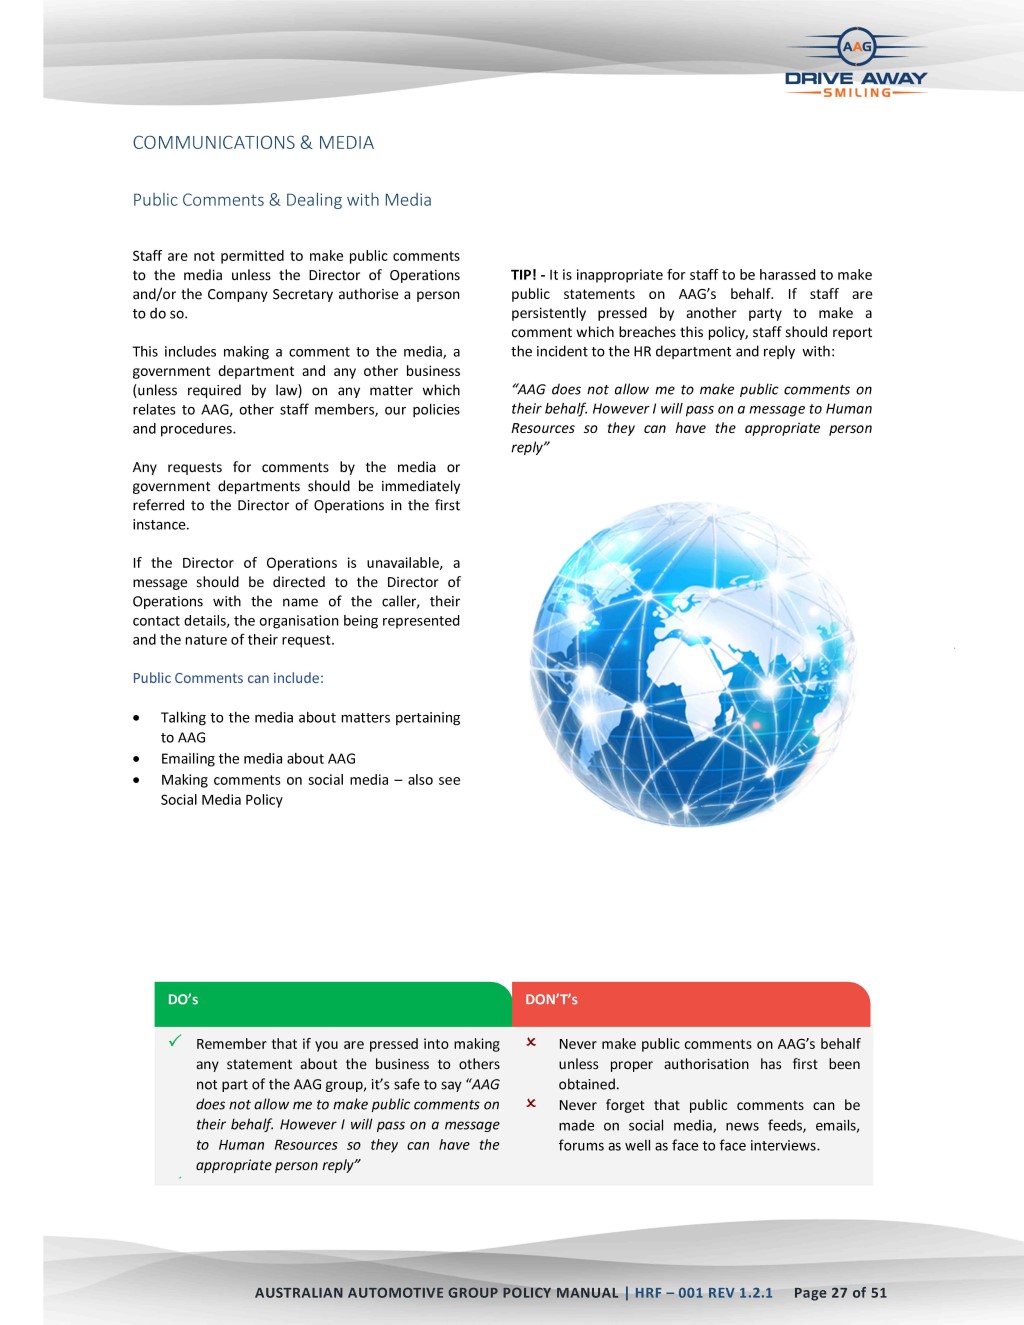 AAG
DRIVE AWAY
SMILING
COMMUNICATIONS & MEDIA
Public Comments & Dealing with Media
Staff are not permitted to make public comments
to the media unless the Director of Operations
and/or the Company Secretary authorise a person
to do so.
This includes making a comment to the media, a
government department and any other business
(unless required by law) on any matter which
relates to AAG, other staff members, our policies
and procedures.
Any requests for comments by the media or
government departments should be immediately
referred to the Director of Operations in the first
instance.
If the Director of Operations is unavailable, a
message should be directed to the Director of
Operations with the name of the caller, their
contact details, the organisation being represented
and the nature of their request.
Public Comments can include:
• Talking to the media about matters pertaining
to AAG
• Emailing the media about AAG
• Making comments on social media – also see
Social Media Policy
TIP! - It is inappropriate for staff to be harassed to make
public statements on AAG’s behalf. If staff are
persistently pressed by another party to make a
comment which breaches this policy, staff should report
the incident to the HR department and reply with:
“AAG does not allow me to make public comments on
their behalf. However I will pass on a message to Human
Resources so they can have the appropriate person
reply”
DO’s
✓ Remember that if you are pressed into making
any statement about the business to others
not part of the AAG group, it’s safe to say “AAG
does not allow me to make public comments on
their behalf. However I will pass on a message
to Human Resources so they can have the
appropriate person reply”
DON’T’s
✘ Never make public comments on AAG’s behalf
unless proper authorisation has first been
obtained.
✘ Never forget that public comments can be
made on social media, news feeds, emails,
forums as well as face to face interviews.
AUSTRALIAN AUTOMOTIVE GROUP POLICY MANUAL | HRF – 001 REV 1.2.1 Page 27 of 51